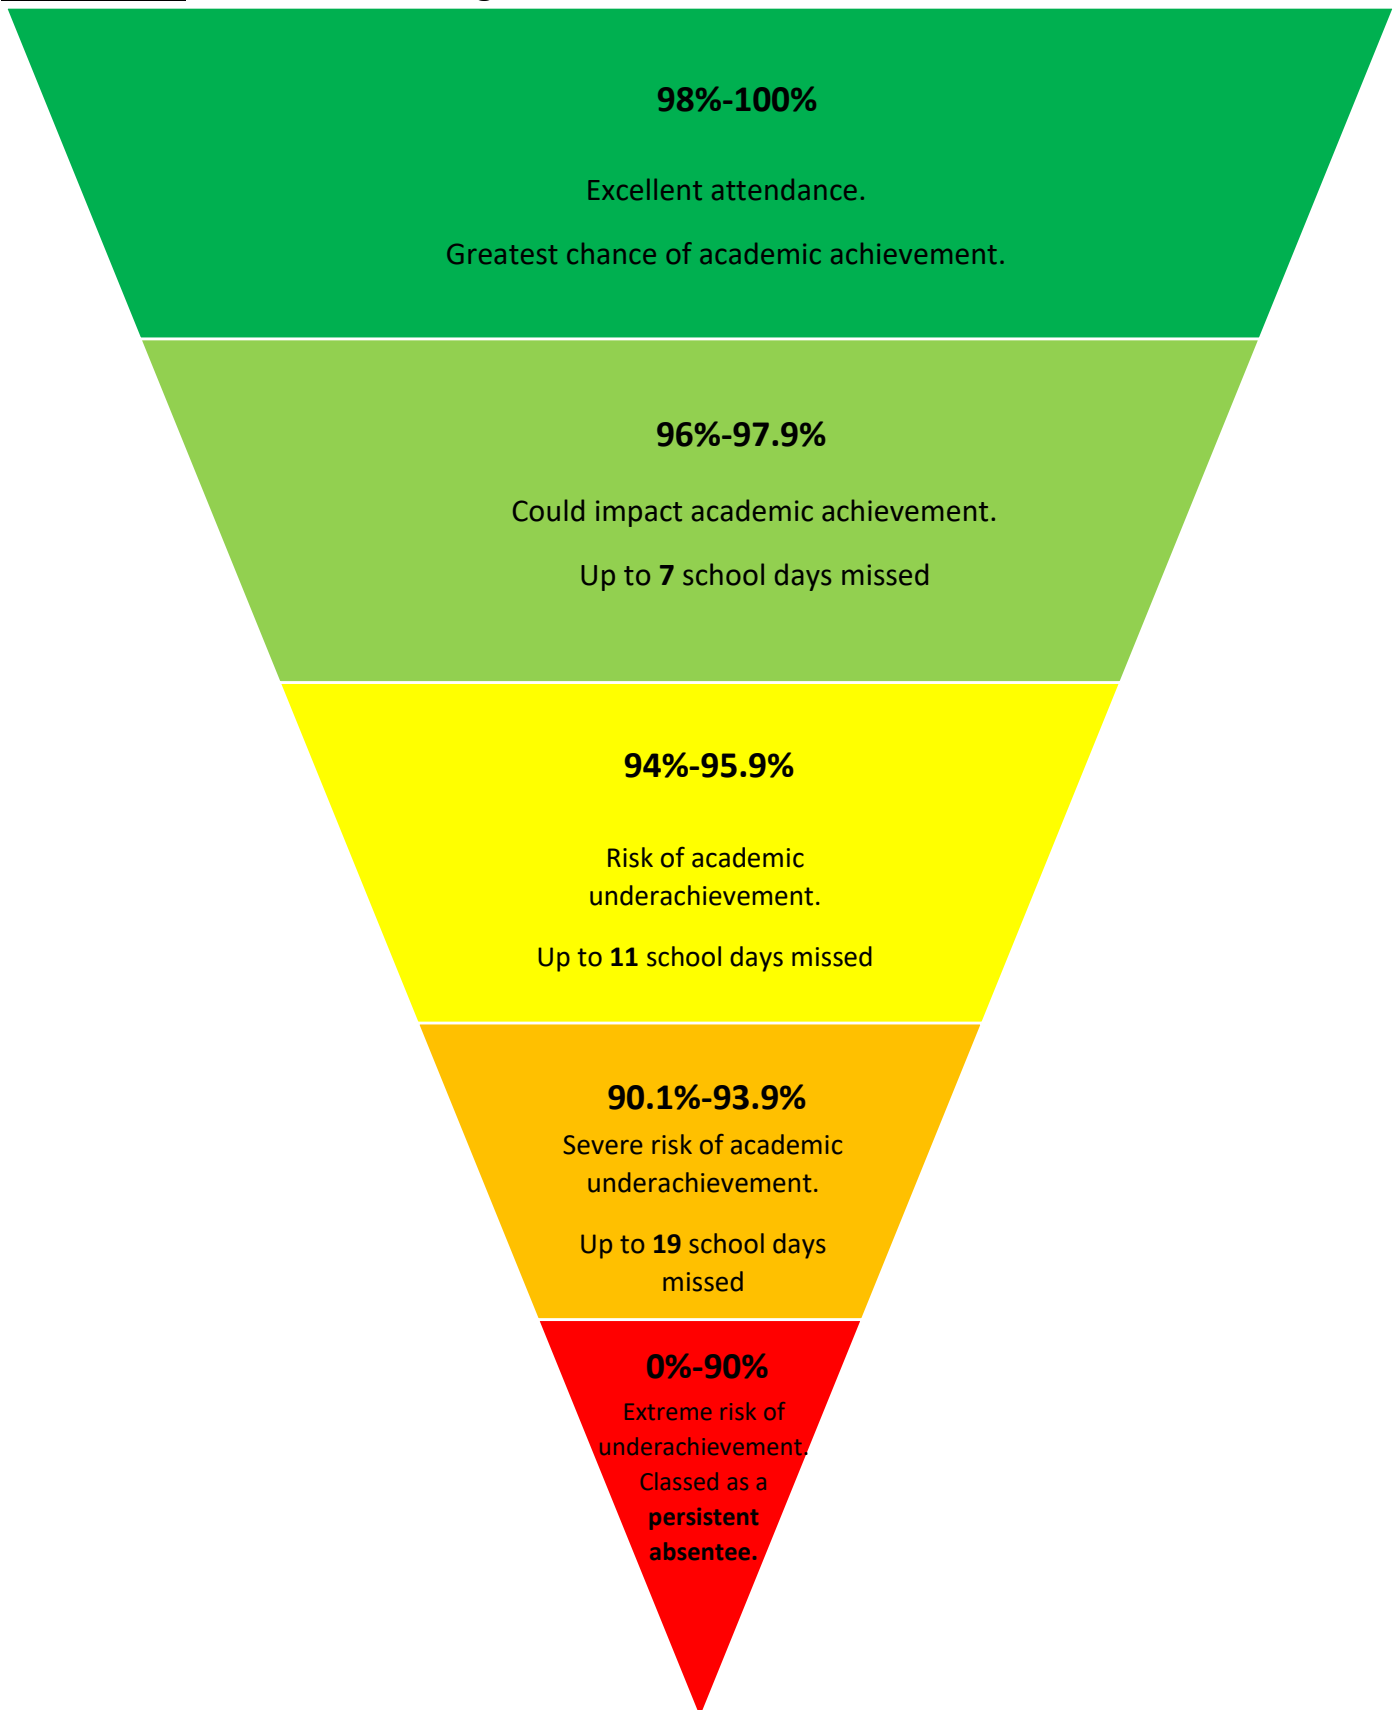 98%-100%
Excellent attendance.
Greatest chance of academic achievement.
96%-97.9%
Could impact academic achievement.
Up to 7 school days missed
94%-95.9%
Risk of academic
underachievement.
Up to 11 school days missed
90.1%-93.9%
Severe risk of academic
underachievement.
Up to 19 school days
missed
0%-90%
Extreme risk of
underachievement.
Classed as a
persistent
absentee.